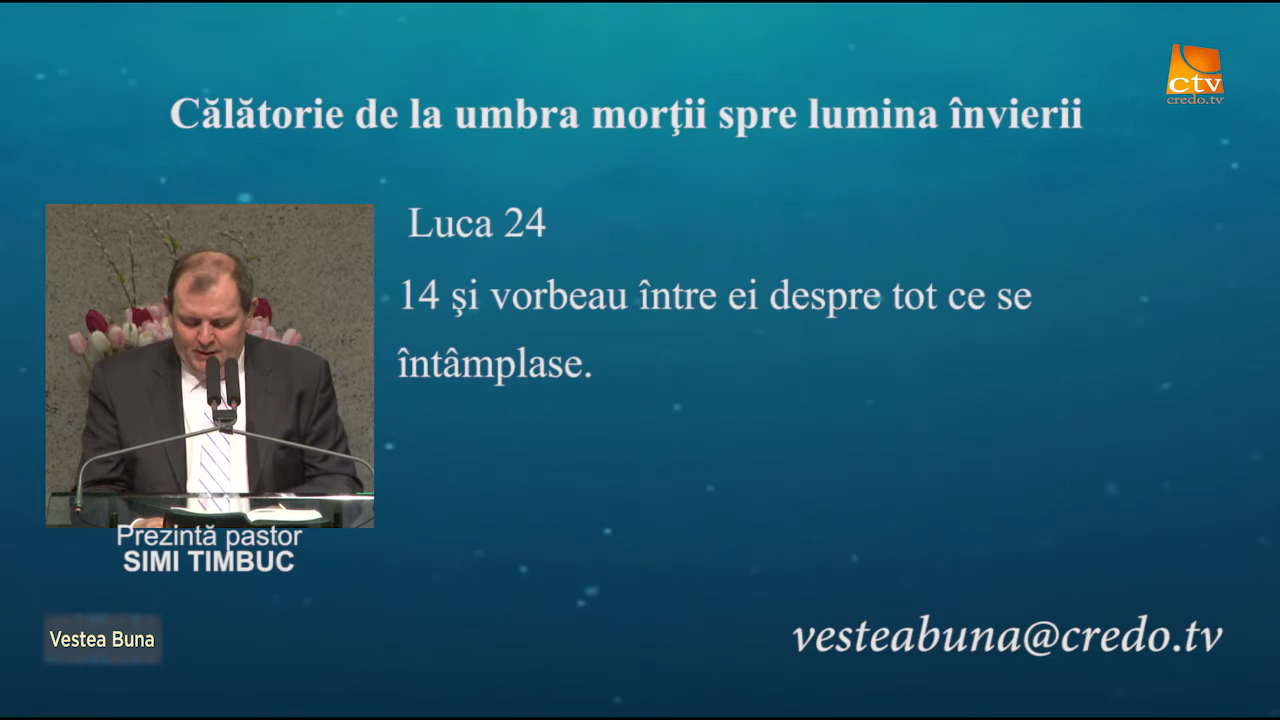 ctv
credo.tv
Călătorie de la umbra morţii spre lumina învierii
Luca 24
14 şi vorbeau între ei despre tot ce se
întâmplase.
Prezintă pastor
SIMI TIMBUC
Vestea Buna
vesteabuna@credo.tv